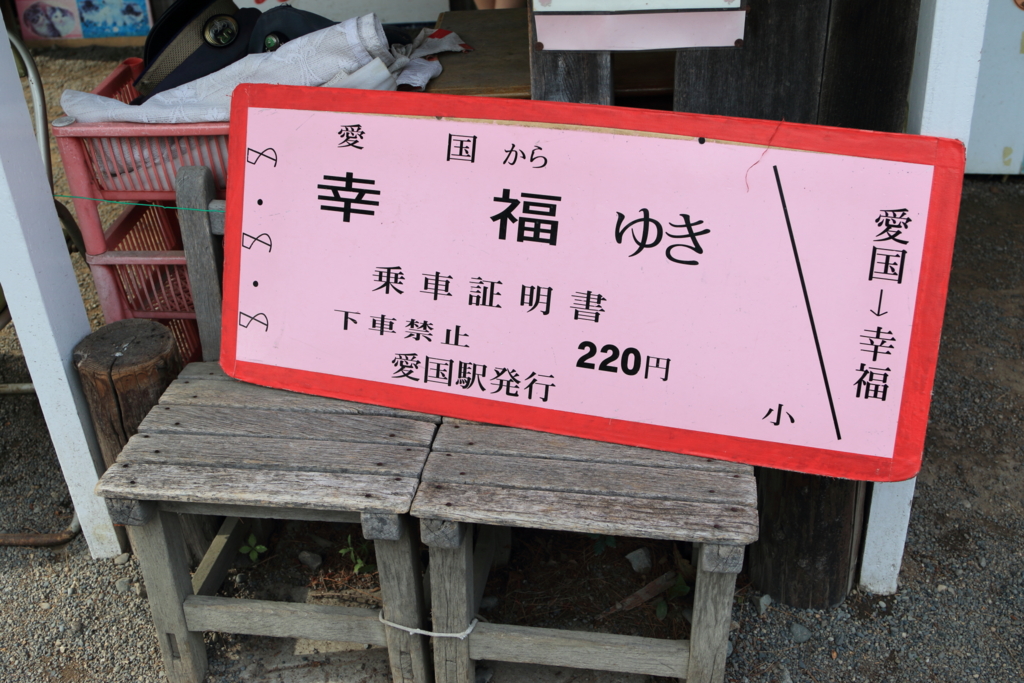 愛国から
幸福ゆき
乗車証明書
下車禁止
220円
愛国駅発行
小
8.8.8
愛国→幸福